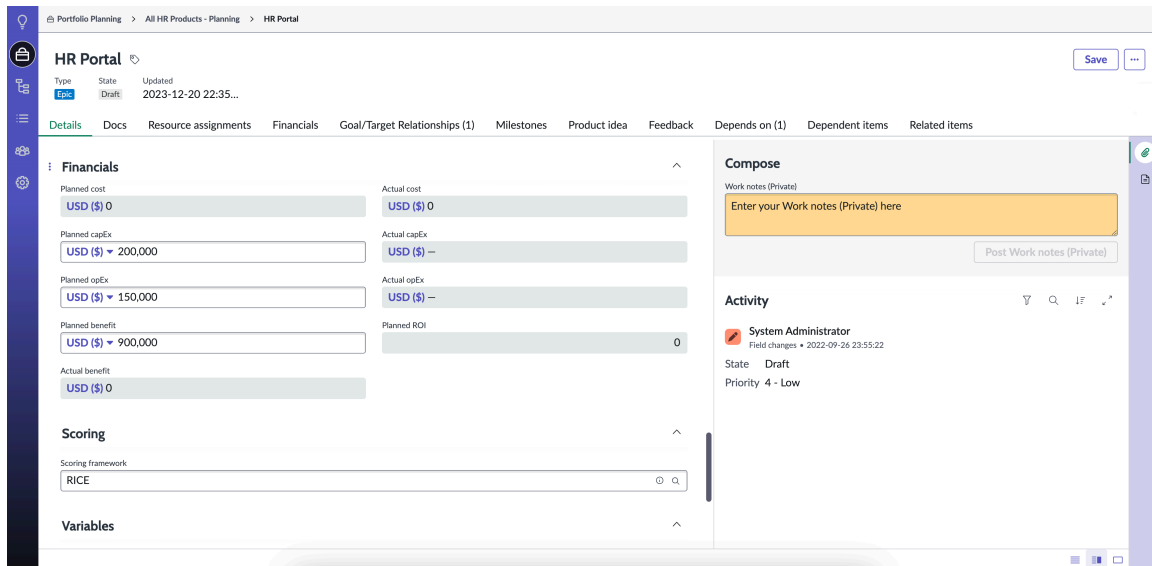 Portfolio Planning > All HR Products - Planning > HR Portal
HR Portal
Save
Type State Updated
Epic Draft 2023-12-20 22:35...
Details Docs Resource assignments Financials Goal/Target Relationships (1) Milestones Product idea Feedback Depends on (1) Dependent items Related items
Financials
Planned cost
USD ($) 0
Actual cost
USD ($) 0
Planned capEx
USD ($) 200,000
Actual capEx
USD ($) —
Planned opEx
USD ($) 150,000
Actual opEx
USD ($) —
Planned benefit
USD ($) 900,000
Planned ROI
0
Actual benefit
USD ($) 0
Scoring
Scoring framework
RICE
Variables
Compose
Work notes (Private)
Enter your Work notes (Private) here
Post Work notes (Private)
Activity
System Administrator
Field changes • 2022-09-26 23:55:22
State Draft
Priority 4 - Low